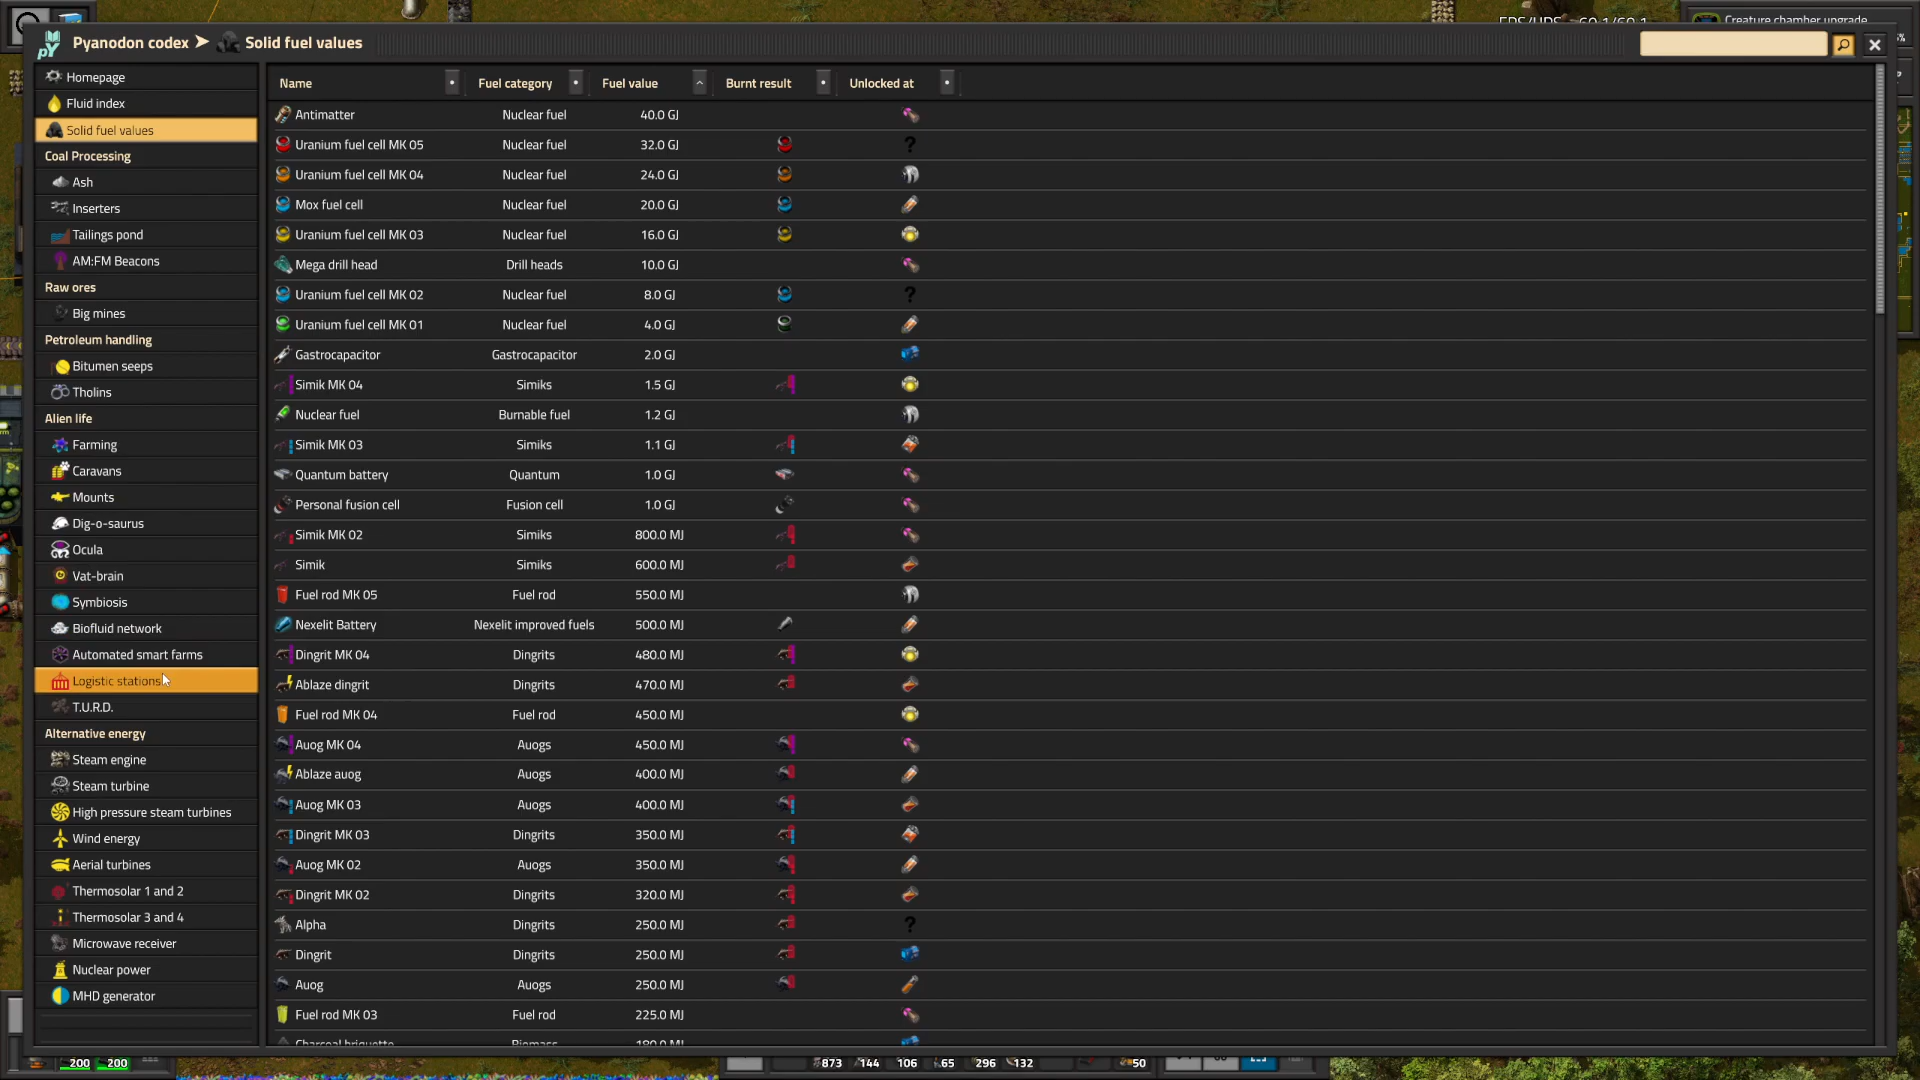 Creature chamber upgrade
Pyanodon codex Solid fuel values
Homepage
Fluid index
Solid fuel values
Coal Processing
Ash
Inserters
Tailings pond
AM:FM Beacons
Raw ores
Big mines
Petroleum handling
Bitumen seeps
Tholins
Alien life
Farming
Caravans
Mounts
Dig-o-saurus
Ocula
Vat-brain
Symbiosis
Biofluid network
Automated smart farms
Logistic stations
T.U.R.D.
Alternative energy
Steam engine
Steam turbine
High pressure steam turbines
Wind energy
Aerial turbines
Thermosolar 1 and 2
Thermosolar 3 and 4
Microwave receiver
Nuclear power
MHD generator
Name Fuel category Fuel value Burnt result Unlocked at
Antimatter Nuclear fuel 40.0 GJ
Uranium fuel cell MK 05 Nuclear fuel 32.0 GJ ?
Uranium fuel cell MK 04 Nuclear fuel 24.0 GJ
Mox fuel cell Nuclear fuel 20.0 GJ
Uranium fuel cell MK 03 Nuclear fuel 16.0 GJ
Mega drill head Drill heads 10.0 GJ
Uranium fuel cell MK 02 Nuclear fuel 8.0 GJ ?
Uranium fuel cell MK 01 Nuclear fuel 4.0 GJ
Gastrocapacitor Gastrocapacitor 2.0 GJ
Simik MK 04 Simiks 1.5 GJ
Nuclear fuel Burnable fuel 1.2 GJ
Simik MK 03 Simiks 1.1 GJ
Quantum battery Quantum 1.0 GJ
Personal fusion cell Fusion cell 1.0 GJ
Simik MK 02 Simiks 800.0 MJ
Simik Simiks 600.0 MJ
Fuel rod MK 05 Fuel rod 550.0 MJ
Nexelit Battery Nexelit improved fuels 500.0 MJ
Dingrit MK 04 Dingrits 480.0 MJ
Ablaze dingrit Dingrits 470.0 MJ
Fuel rod MK 04 Fuel rod 450.0 MJ
Auog MK 04 Auogs 450.0 MJ
Ablaze auog Auogs 400.0 MJ
Auog MK 03 Auogs 400.0 MJ
Dingrit MK 03 Dingrits 350.0 MJ
Auog MK 02 Auogs 350.0 MJ
Dingrit MK 02 Dingrits 320.0 MJ
Alpha Dingrits 250.0 MJ ?
Dingrit Dingrits 250.0 MJ
Auog Auogs 250.0 MJ
Fuel rod MK 03 Fuel rod 225.0 MJ
Charcoal briquette Biomass 180.0 MJ
200 200 873 144 106 65 296 132 50